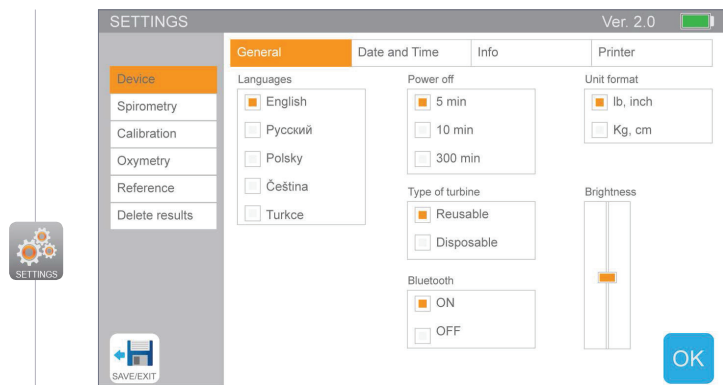 SETTINGS
Ver. 2.0
General
Date and Time
Info
Printer
Device
Spirometry
Calibration
Oxymetry
Reference
Delete results
Languages
English
Русский
Polsky
Čeština
Turkce
Power off
5 min
10 min
300 min
Type of turbine
Reusable
Disposable
Bluetooth
ON
OFF
Unit format
lb, inch
Kg, cm
Brightness
SETTINGS
SAVE/EXIT
OK